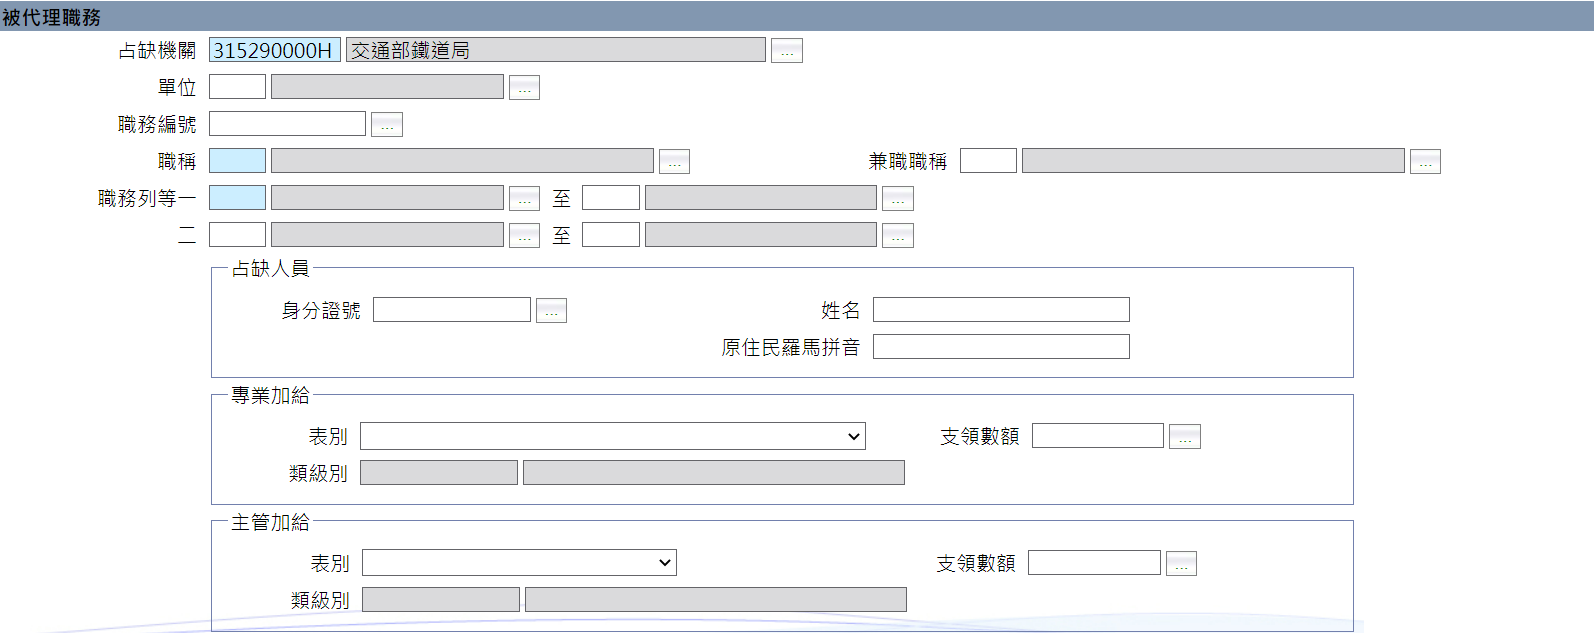 被代理職務
占缺機關 315290000H 交通部鐵道局 ...
單位 ...
職務編號 ...
職稱 ... 兼職職稱 ...
職務列等一 ... 至 ...
二 ... 至 ...
占缺人員
身分證號 ... 姓名
原住民羅馬拼音
專業加給
表別 支領數額 ...
類級別
主管加給
表別 支領數額 ...
類級別